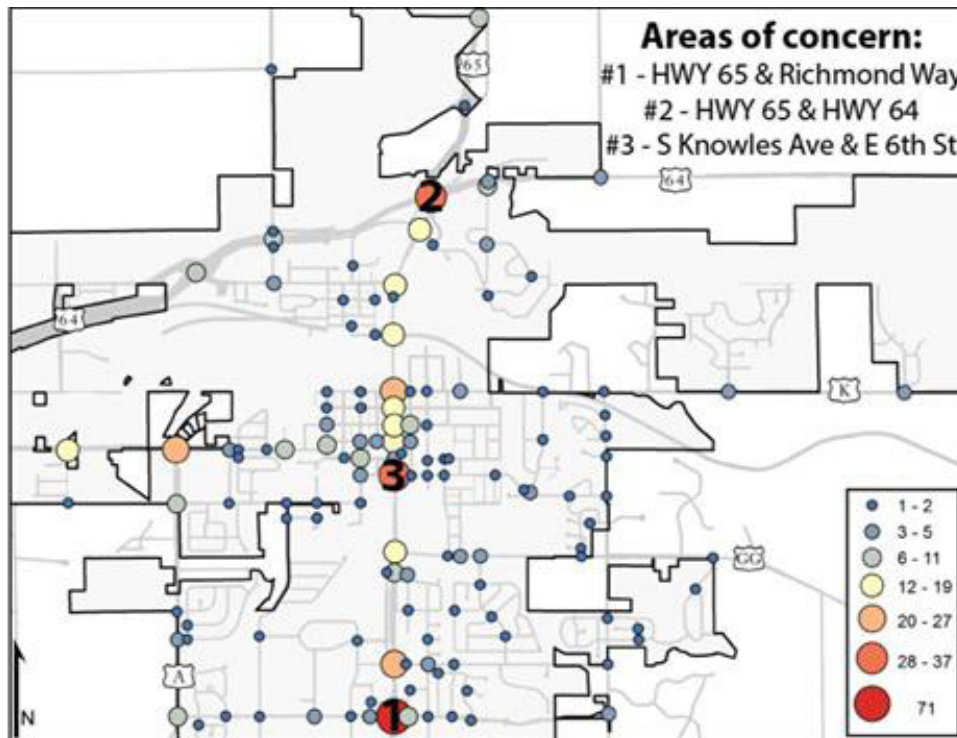 Areas of concern:
#1 - HWY 65 & Richmond Way
#2 - HWY 65 & HWY 64
#3 - S Knowles Ave & E 6th St
65
64
2
64
K
3
GG
A
1
N
1 - 2
3 - 5
6 - 11
12 - 19
20 - 27
28 - 37
71